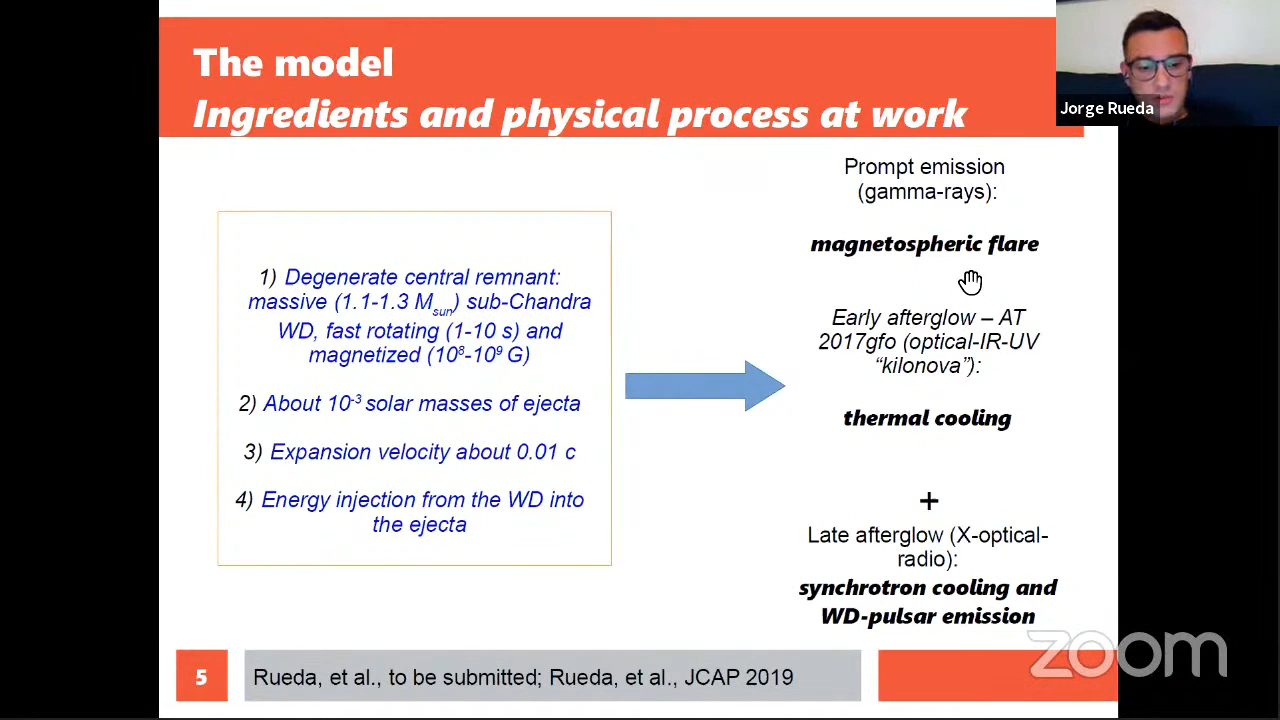 The model
Ingredients and physical process at work
Jorge Rueda
1) Degenerate central remnant:
massive (1.1-1.3 M_sun) sub-Chandra
WD, fast rotating (1-10 s) and
magnetized (10⁸-10⁹ G)
2) About 10⁻³ solar masses of ejecta
3) Expansion velocity about 0.01 c
4) Energy injection from the WD into
the ejecta
Prompt emission
(gamma-rays):
magnetospheric flare
Early afterglow – AT
2017gfo (optical-IR-UV
“kilonova”):
thermal cooling
+
Late afterglow (X-optical-
radio):
synchrotron cooling and
WD-pulsar emission
zoom
5
Rueda, et al., to be submitted; Rueda, et al., JCAP 2019